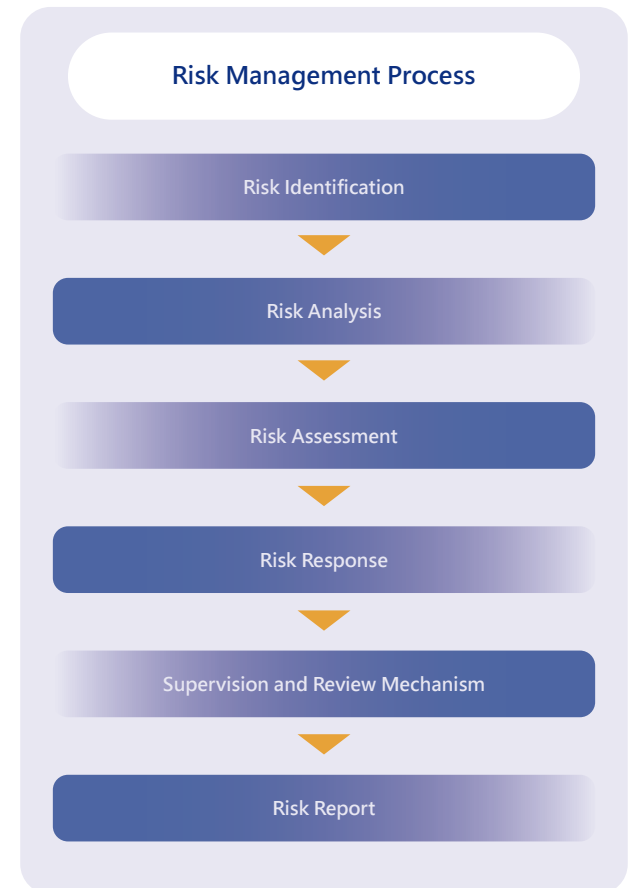 Risk Management Process
Risk Identification
Risk Analysis
Risk Assessment
Risk Response
Supervision and Review Mechanism
Risk Report